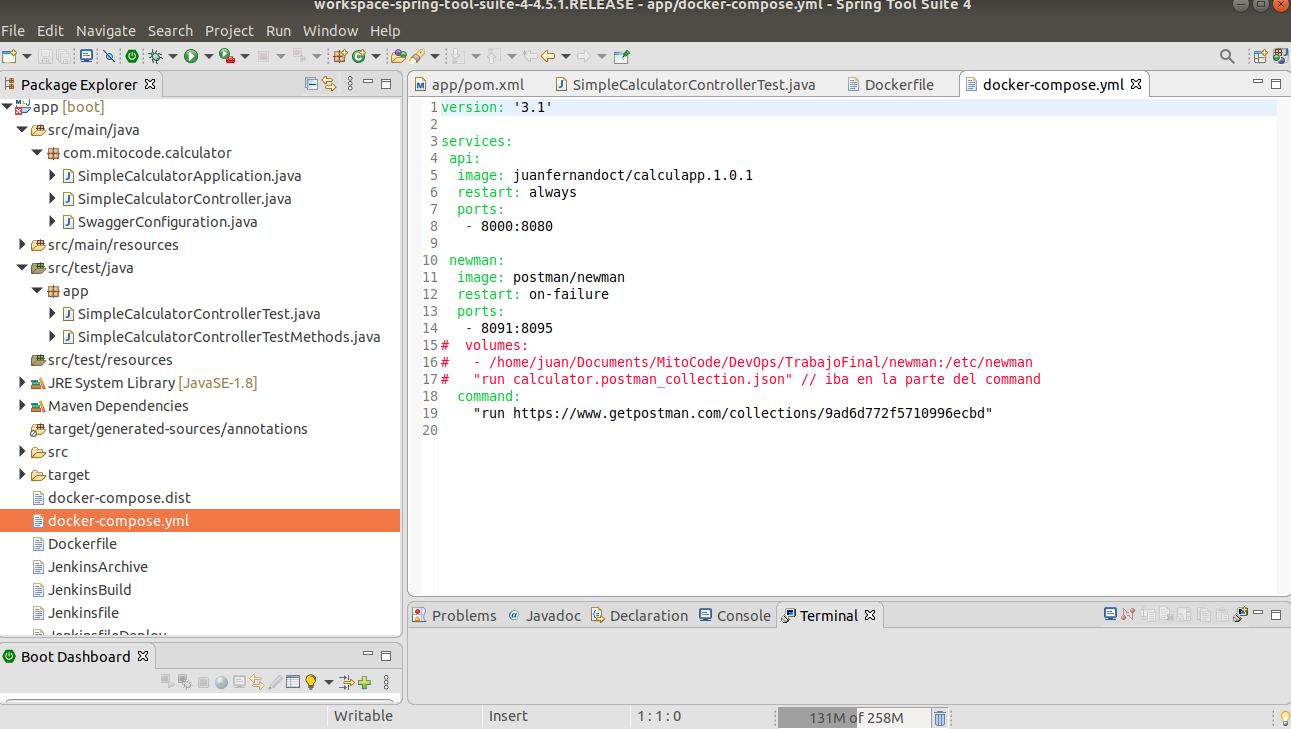 workspace-spring-tool-suite-4-4.5.1.RELEASE - app/docker-compose.yml - Spring Tool Suite 4
File Edit Navigate Search Project Run Window Help
Package Explorer
app [boot]
src/main/java
com.mitocode.calculator
SimpleCalculatorApplication.java
SimpleCalculatorController.java
SwaggerConfiguration.java
src/main/resources
src/test/java
app
SimpleCalculatorControllerTest.java
SimpleCalculatorControllerTestMethods.java
src/test/resources
JRE System Library [JavaSE-1.8]
Maven Dependencies
target/generated-sources/annotations
src
target
docker-compose.dist
docker-compose.yml
Dockerfile
JenkinsArchive
JenkinsBuild
Jenkinsfile
JenkinsfileDeploy
Boot Dashboard
app/pom.xml SimpleCalculatorControllerTest.java Dockerfile docker-compose.yml
1 version: '3.1'
2
3 services:
4 api:
5 image: juanfernandoct/calculapp.1.0.1
6 restart: always
7 ports:
8 - 8000:8080
9
10 newman:
11 image: postman/newman
12 restart: on-failure
13 ports:
14 - 8091:8095
15 # volumes:
16 # - /home/juan/Documents/MitoCode/DevOps/TrabajoFinal/newman:/etc/newman
17 # "run calculator.postman_collection.json" // iba en la parte del command
18 command:
19 "run https://www.getpostman.com/collections/9ad6d772f5710996ecbd"
20
Problems @ Javadoc Declaration Console Terminal
Writable Insert 1 : 1 : 0 131M of 258M